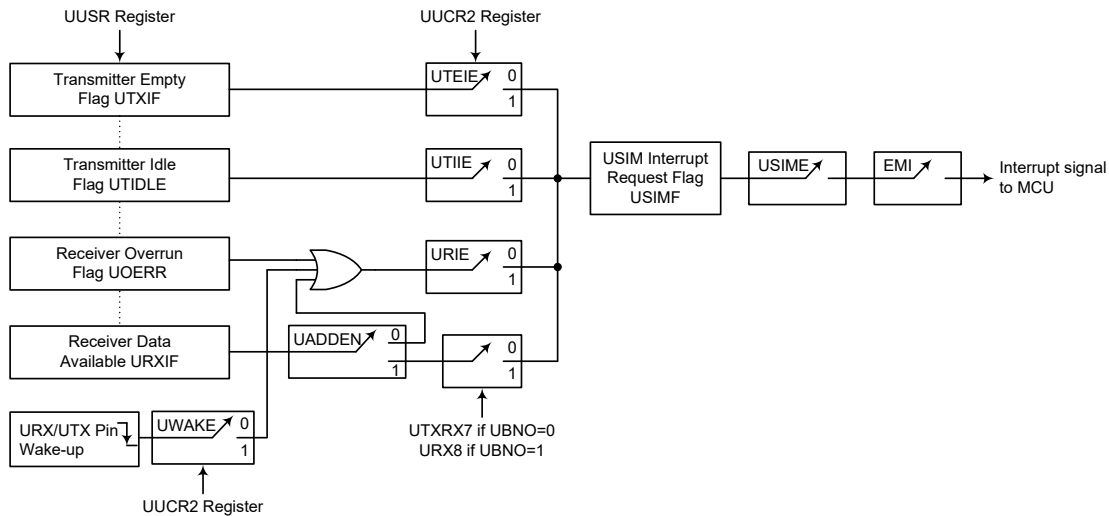 UUSR Register
UUCR2 Register
Transmitter Empty
Flag UTXIF
UTEIE
0
1
Transmitter Idle
Flag UTIDLE
UTIIE
0
1
USIM Interrupt
Request Flag
USIMF
USIME
EMI
Interrupt signal
to MCU
Receiver Overrun
Flag UOERR
URIE
0
1
Receiver Data
Available URXIF
UADDEN
0
1
0
1
URX/UTX Pin
Wake-up
UWAKE
0
1
UTXRX7 if UBNO=0
URX8 if UBNO=1
UUCR2 Register